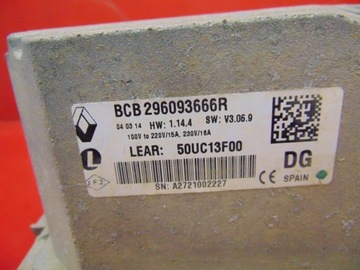 BCB 296093666R
04 03 14 HW: 1.14.4 SW: V3.06.9
100V to 220V/15A, 230V/16A
L LEAR: 50UC13F00
DG
CE SPAIN
SN: A2721002227